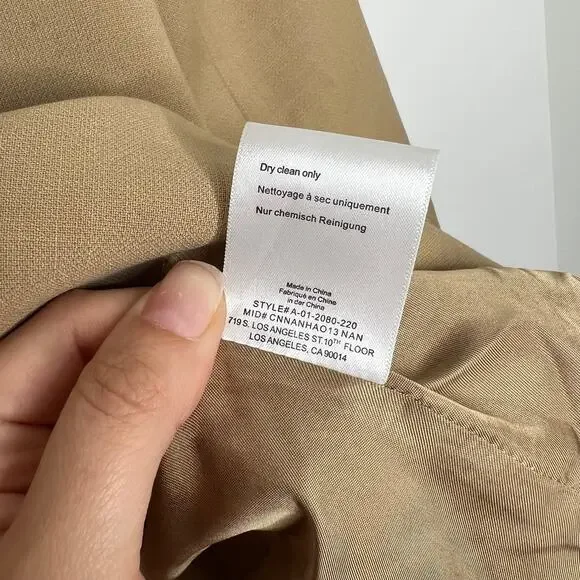 Dry clean only
Nettoyage à sec uniquement
Nur chemisch Reinigung
Made in China
Fabriqué en Chine
in der China
STYLE# A-01-2080-220
MID# CNNANHAO13 NAN
719 S. LOS ANGELES ST.10TH FLOOR
LOS ANGELES, CA 90014